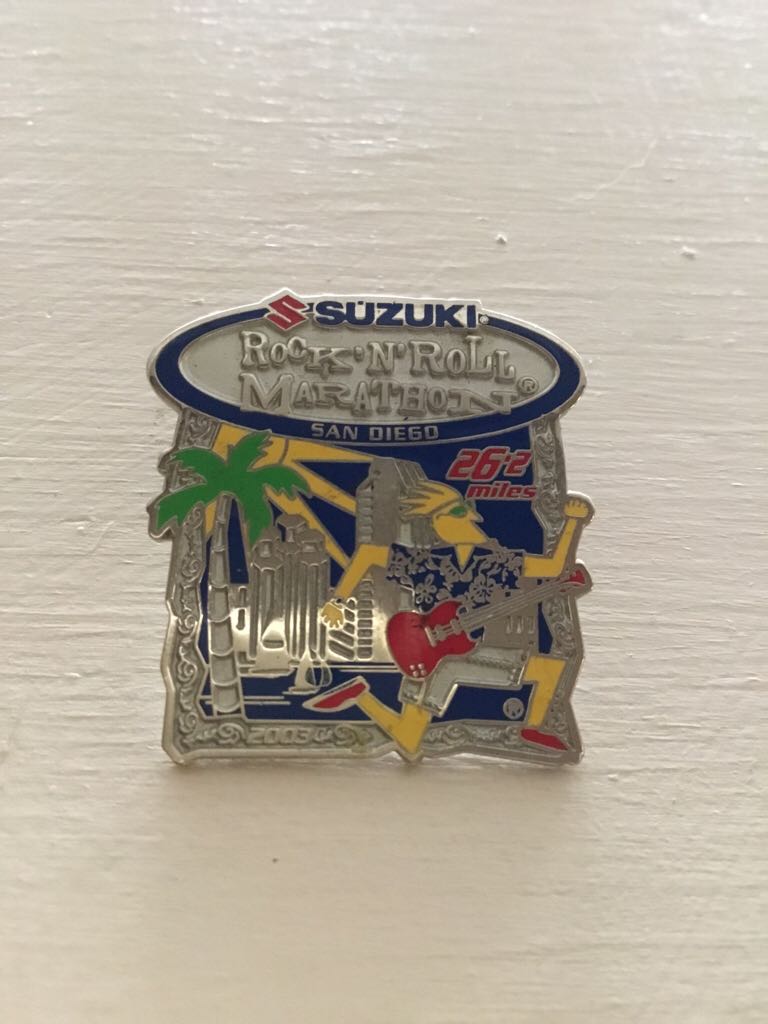 SUZUKI®
ROCK 'N' ROLL
MARATHON®
SAN DIEGO
26.2
miles
®
2003